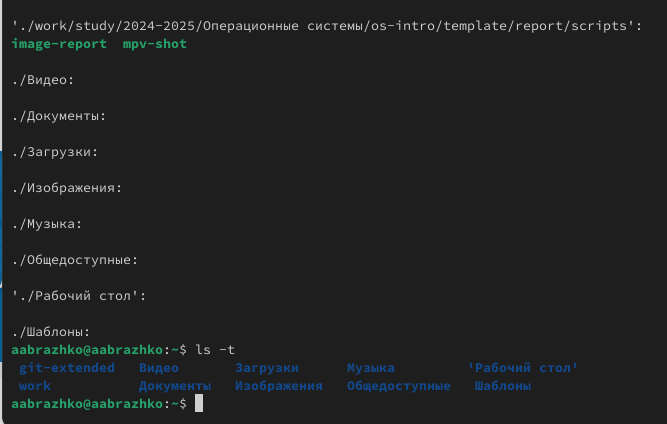 './work/study/2024-2025/Операционные системы/os-intro/template/report/scripts':
image-report  mpv-shot
./Видео:
./Документы:
./Загрузки:
./Изображения:
./Музыка:
./Общедоступные:
'./Рабочий стол':
./Шаблоны:
aabrazhko@aabrazhko:~$ ls -t
git-extended  Видео  Загрузки  Музыка  'Рабочий стол'
work  Документы  Изображения  Общедоступные  Шаблоны
aabrazhko@aabrazhko:~$